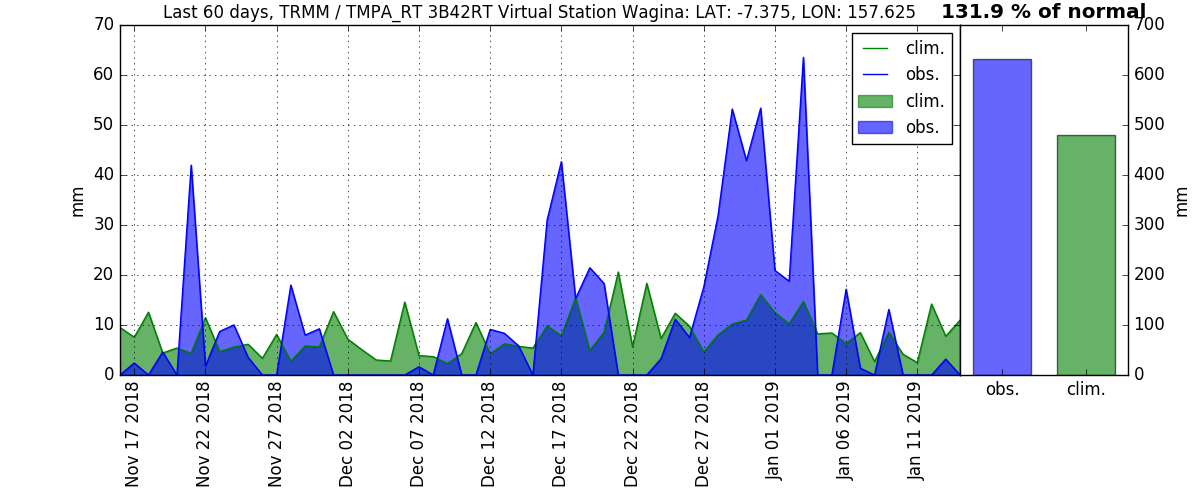 Last 60 days, TRMM / TMPA_RT 3B42RT Virtual Station Wagina: LAT: -7.375, LON: 157.625
131.9 % of normal
70
60
50
40
30
20
10
0
mm
clim.
obs.
clim.
obs.
Nov 17 2018
Nov 22 2018
Nov 27 2018
Dec 02 2018
Dec 07 2018
Dec 12 2018
Dec 17 2018
Dec 22 2018
Dec 27 2018
Jan 01 2019
Jan 06 2019
Jan 11 2019
700
600
500
400
300
200
100
0
mm
obs.
clim.